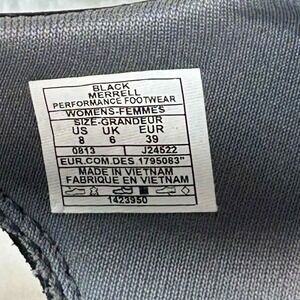 BLACK
MERRELL
PERFORMANCE FOOTWEAR
WOMENS-FEMMES
SIZE-GRANDEUR
US UK EUR
8 6 39
0813 J24522
EUR.COM.DES 1795083"
MADE IN VIETNAM
FABRIQUE EN VIETNAM
1423950